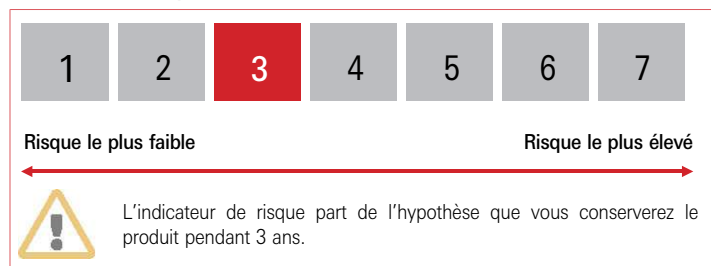 1 2 3 4 5 6 7
Risque le plus faible Risque le plus élevé
L'indicateur de risque part de l'hypothèse que vous conserverez le
produit pendant 3 ans.